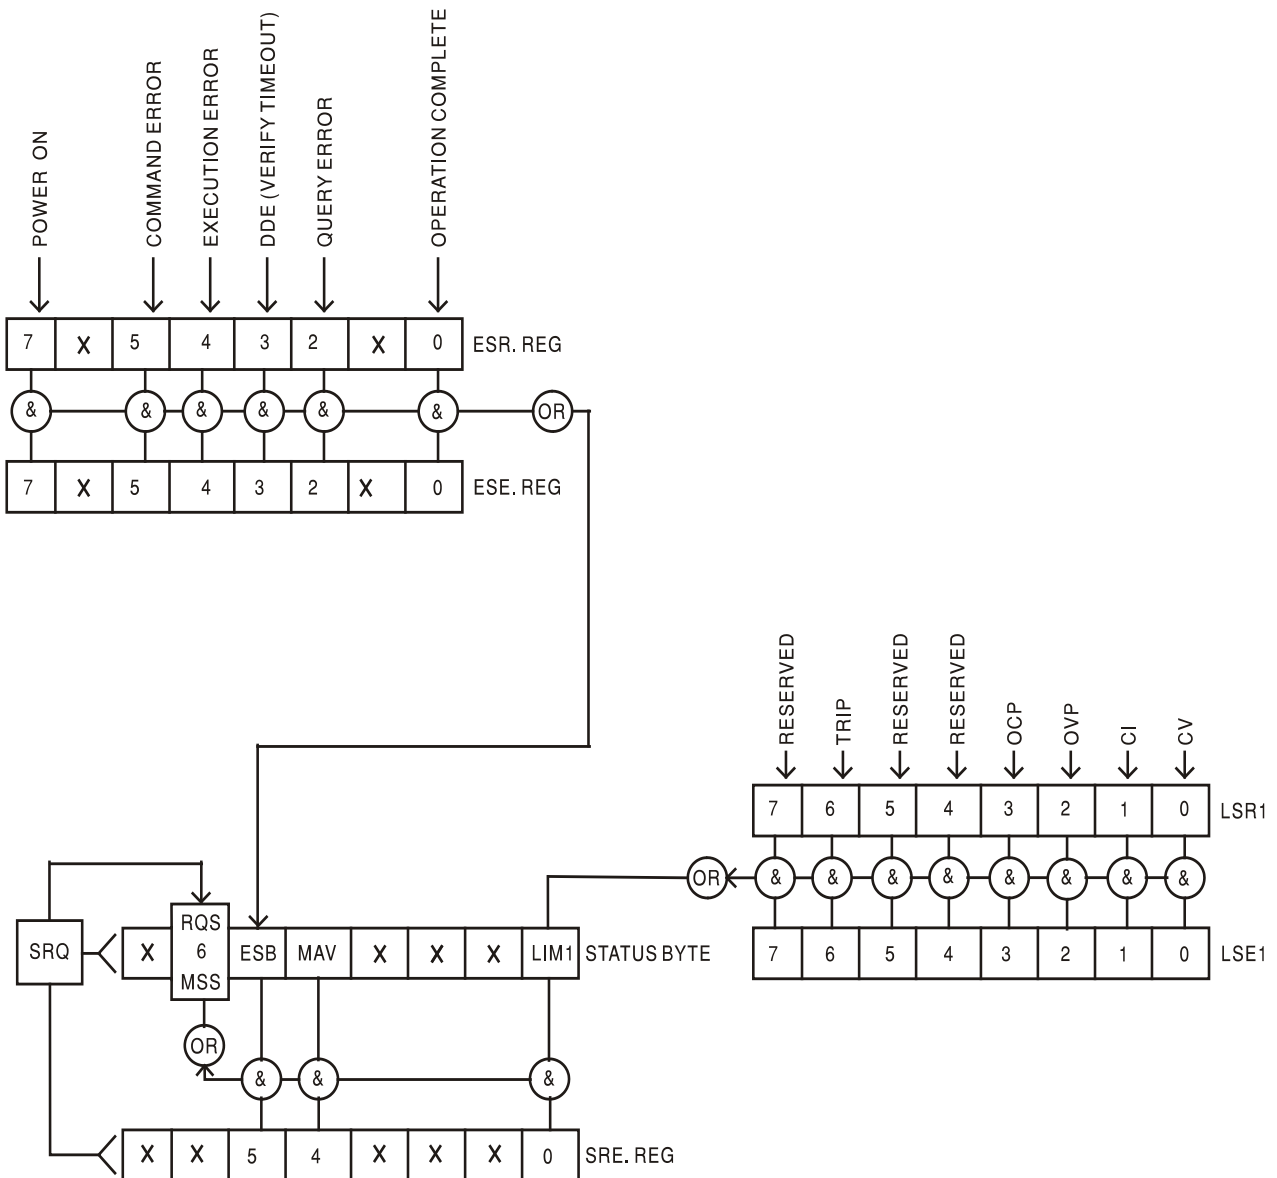 POWER ON
COMMAND ERROR
EXECUTION ERROR
DDE (VERIFY TIMEOUT)
QUERY ERROR
OPERATION COMPLETE
7 X 5 4 3 2 X 0 ESR. REG
& & & & & & OR
7 X 5 4 3 2 X 0 ESE. REG
RESERVED
TRIP
RESERVED
RESERVED
OCP
OVP
CI
CV
7 6 5 4 3 2 1 0 LSR1
OR & & & & & & & &
7 6 5 4 3 2 1 0 LSE1
SRQ
X RQS 6 MSS ESB MAV X X X LIM1 STATUS BYTE
OR
& & &
X X 5 4 X X X 0 SRE. REG